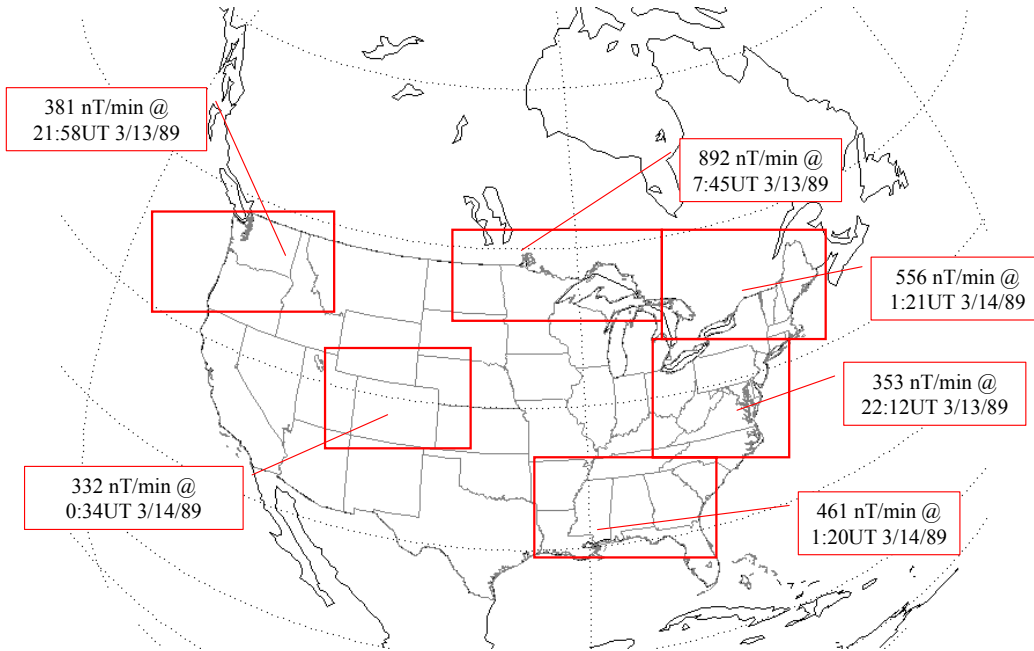 381 nT/min @
21:58UT 3/13/89
892 nT/min @
7:45UT 3/13/89
556 nT/min @
1:21UT 3/14/89
353 nT/min @
22:12UT 3/13/89
332 nT/min @
0:34UT 3/14/89
461 nT/min @
1:20UT 3/14/89